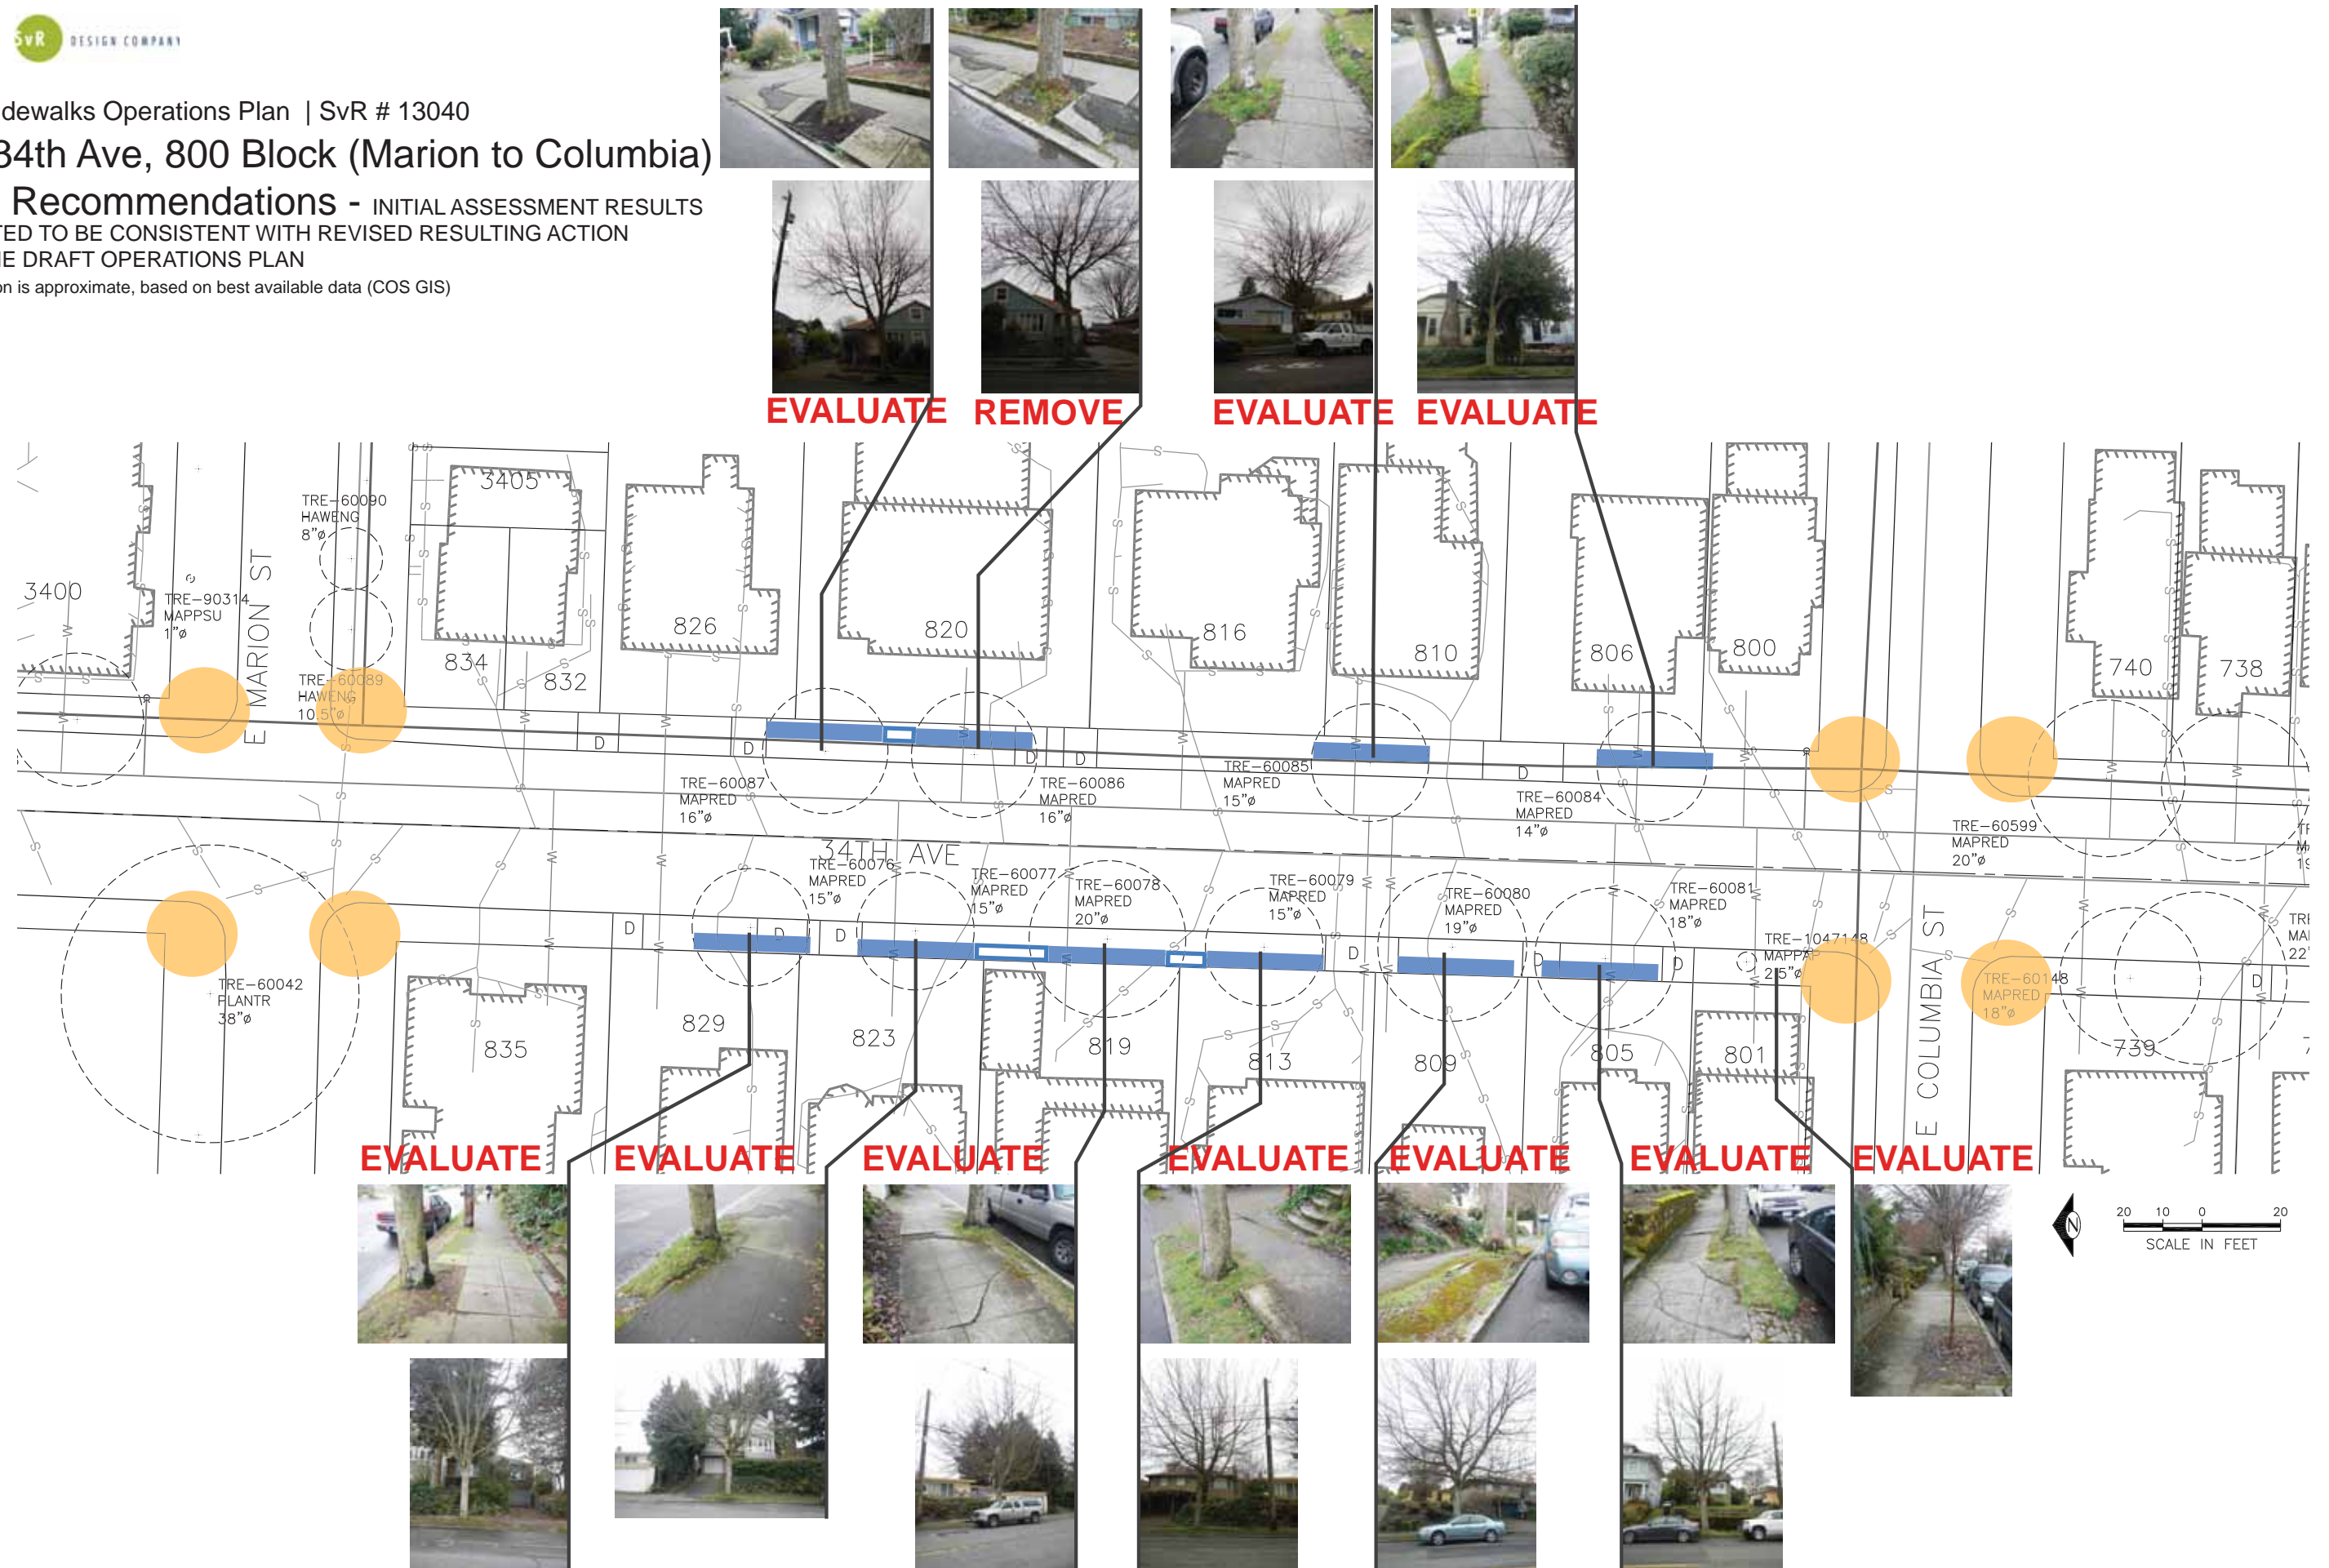 SvR DESIGN COMPANY
dewalks Operations Plan | SvR # 13040
34th Ave, 800 Block (Marion to Columbia)
Recommendations - INITIAL ASSESSMENT RESULTS
TED TO BE CONSISTENT WITH REVISED RESULTING ACTION
E DRAFT OPERATIONS PLAN
on is approximate, based on best available data (COS GIS)
EVALUATE REMOVE EVALUATE EVALUATE
3400
TRE-90314
MAPPSU
1"ø
E MARION ST
TRE-60090
HAWENG
8"ø
TRE-60089
HAWENG
10.5"ø
3405
834
832
826
820
816
810
806
800
740
738
D
D
D
D
D
TRE-60087
MAPRED
16"ø
TRE-60086
MAPRED
16"ø
TRE-60085
MAPRED
15"ø
TRE-60084
MAPRED
14"ø
TRE-60599
MAPRED
20"ø
34TH AVE
TRE-60076
MAPRED
15"ø
TRE-60077
MAPRED
15"ø
TRE-60078
MAPRED
20"ø
TRE-60079
MAPRED
15"ø
TRE-60080
MAPRED
19"ø
TRE-60081
MAPRED
18"ø
TRE-1047148
MAPPAP
2.5"ø
E COLUMBIA ST
TRE-60148
MAPRED
18"ø
TRE-60042
PLANTR
38"ø
D
D
D
D
D
D
D
835
829
823
819
813
809
805
801
739
EVALUATE EVALUATE EVALUATE EVALUATE EVALUATE EVALUATE EVALUATE
N
20 10 0 20
SCALE IN FEET